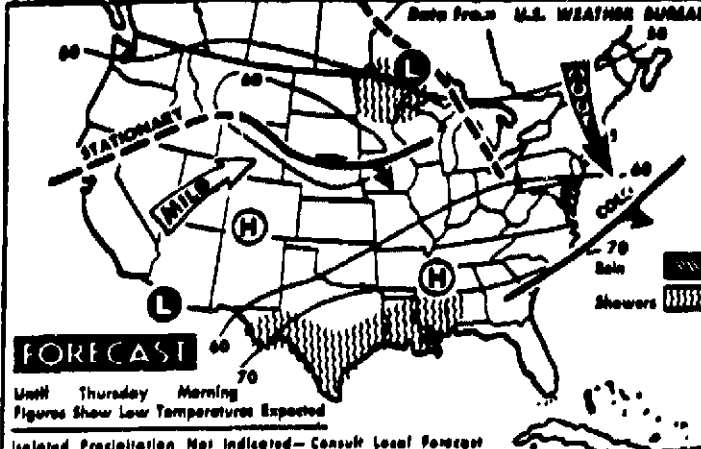 Data From U.S. WEATHER BUREAU
60
50
60
L
STATIONARY
COOL
MILD
60
COLD
H
70
H
Rain
L
Showers
60
70
FORECAST
Until Thursday Morning
Figures Show Low Temperatures Expected
Isolated Precipitation Not Indicated—Consult Local Forecast